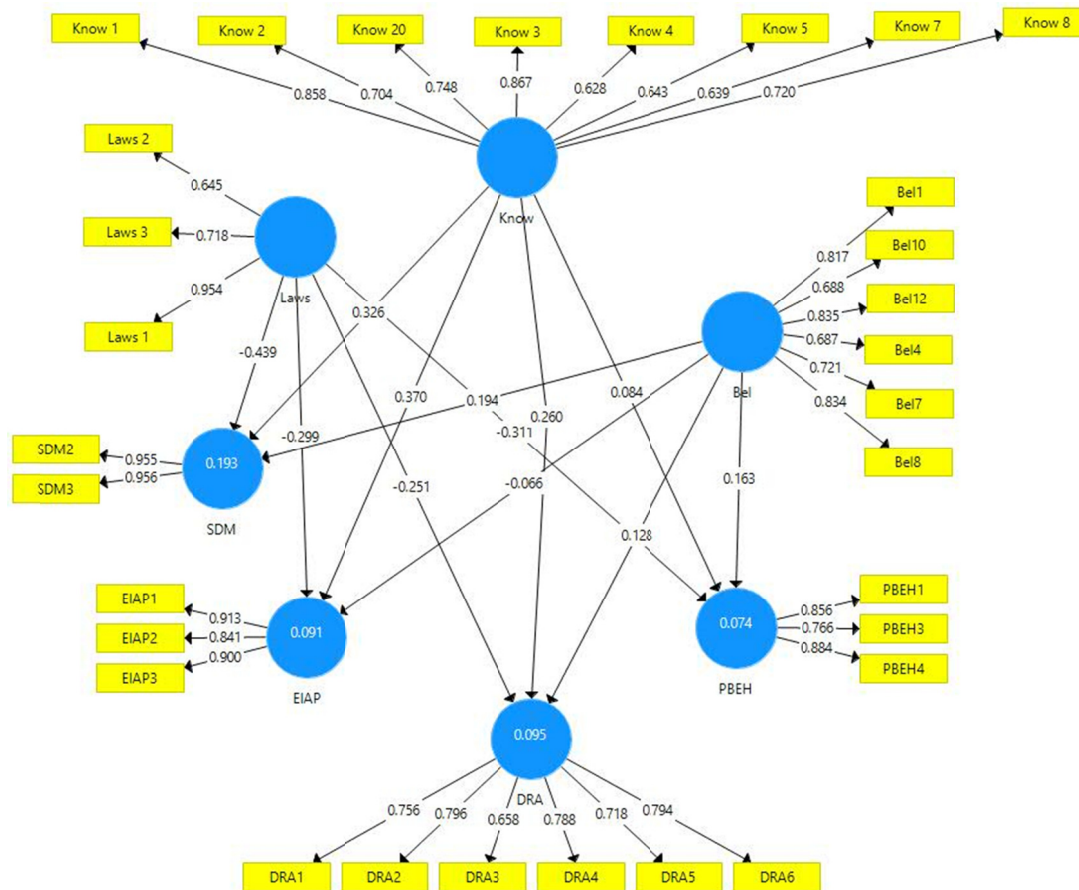 Know 1
Know 2
Know 20
Know 3
Know 4
Know 5
Know 7
Know 8
0.858
0.704
0.748
0.867
0.628
0.643
0.639
0.720
Laws 2
Laws 3
Laws 1
0.645
0.718
0.954
Laws
Know
Bel1
Bel10
Bel12
Bel4
Bel7
Bel8
0.817
0.688
0.835
0.687
0.721
0.834
Bel
-0.439
0.326
-0.299
0.370
0.194
-0.311
0.260
0.084
-0.251
-0.066
0.163
0.128
SDM2
SDM3
0.955
0.956
0.193
SDM
EIAP1
EIAP2
EIAP3
0.913
0.841
0.900
0.091
EIAP
0.074
PBEH
0.856
0.766
0.884
PBEH1
PBEH3
PBEH4
0.095
DRA
0.756
0.796
0.658
0.788
0.718
0.794
DRA1
DRA2
DRA3
DRA4
DRA5
DRA6